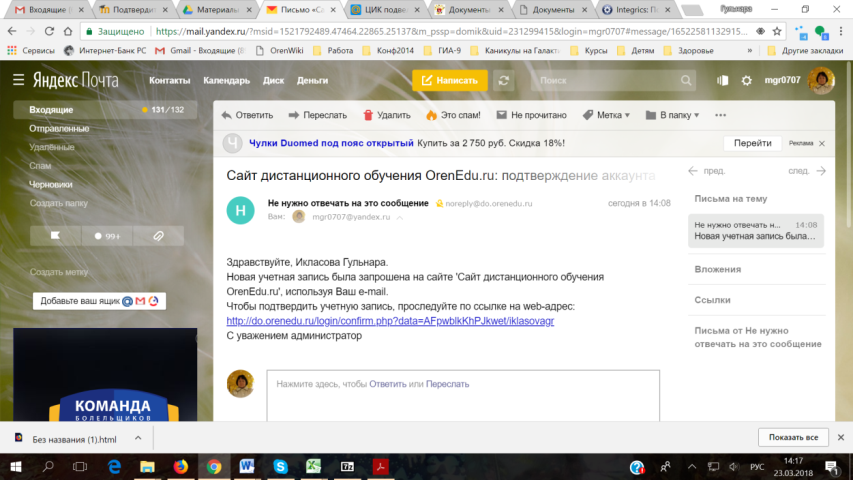 Входящие (В
Подтвердит
Материалы
Письмо «Са
ЦИК подве
Документы
Документы
Integrics: П
Гульнара
Защищено https://mail.yandex.ru/?msid=1521792489.47464.22865.25137&m_pssp=domik&uid=231299415&login=mgr0707#message/16522581132915...
Сервисы Интернет-Банк РС Gmail - Входящие (В OrenWiki Работа Конф2014 ГИА-9 Каникулы на Галакт Курсы Детям Здоровье » Другие закладки
Яндекс Почта Контакты Календарь Диск Деньги Написать Поиск mgr0707
Входящие 131/132
Отправленные
Удалённые
Спам
Черновики
Создать папку
99+
Создать метку
Добавьте ваш ящик
КОМАНДА
БОЛЕЛЬЩИКОВ
Ответить Переслать Удалить Это спам! Не прочитано Метка В папку ...
Чулки Duomed под пояс открытый Купить за 2 750 руб. Скидка 18%! Перейти Реклама
Сайт дистанционного обучения OrenEdu.ru: подтверждение аккаунта
Н Не нужно отвечать на это сообщение noreply@do.orenedu.ru сегодня в 14:08
Вам: mgr0707@yandex.ru
Здравствуйте, Икласова Гульнара.
Новая учетная запись была запрошена на сайте 'Сайт дистанционного обучения
OrenEdu.ru', используя Ваш e-mail.
Чтобы подтвердить учетную запись, проследуйте по ссылке на web-адрес:
http://do.orenedu.ru/login/confirm.php?data=AFpwblkKhPJkwet/iklasovagr
С уважением администратор
Нажмите здесь, чтобы Ответить или Переслать
пред. след.
Письма на тему
Не нужно отвечать н... 14:08
Новая учетная запись была...
Вложения
Ссылки
Письма от Не нужно
отвечать на это сообщение
Без названия (1).html Показать все
РУС
14:17
23.03.2018